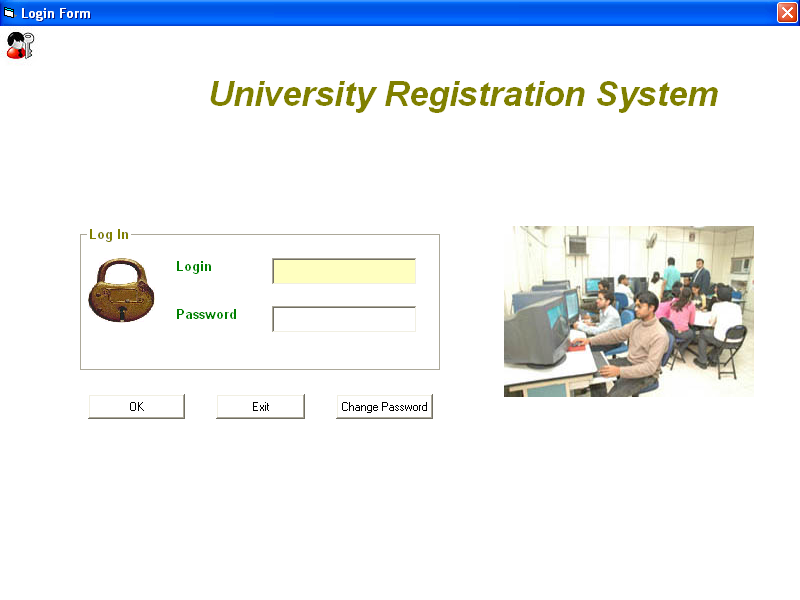 Login Form
University Registration System
Log In
Login
Password
OK
Exit
Change Password